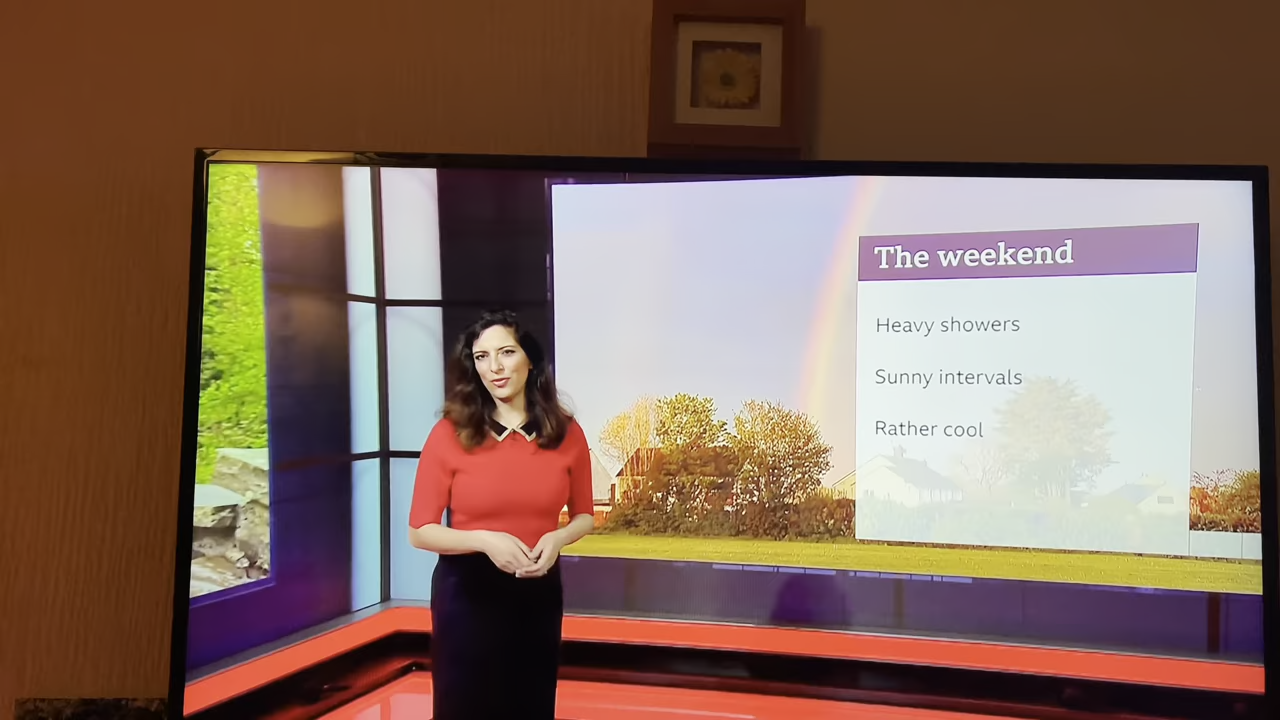 The weekend
Heavy showers
Sunny intervals
Rather cool